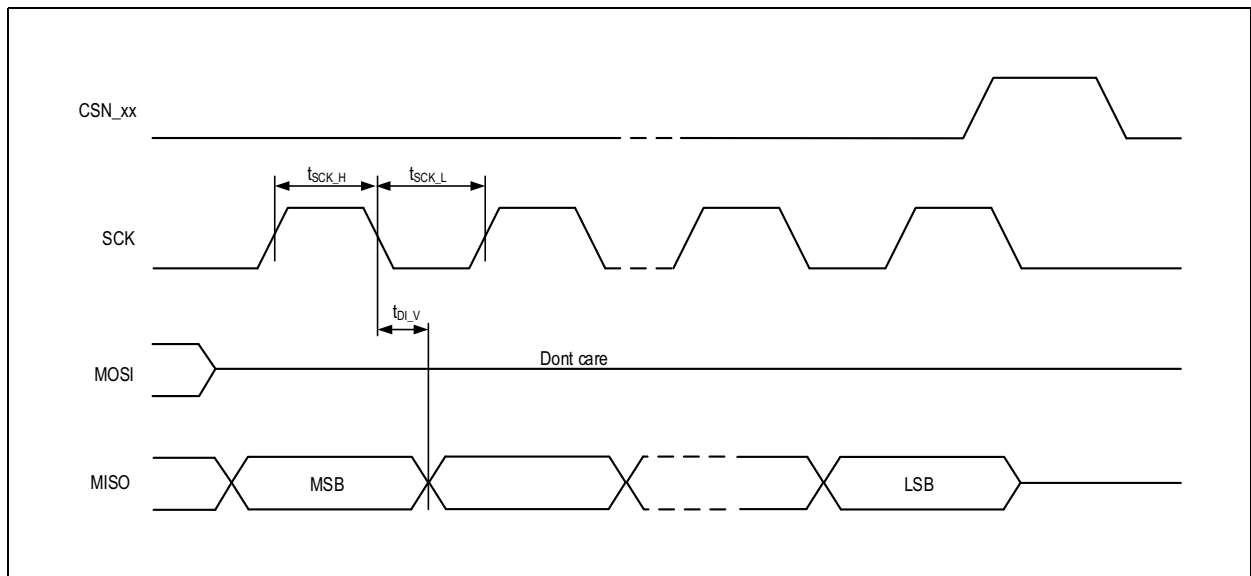 CSN_xx
tSCK_H
tSCK_L
SCK
tDI_V
Dont care
MOSI
MISO
MSB
LSB